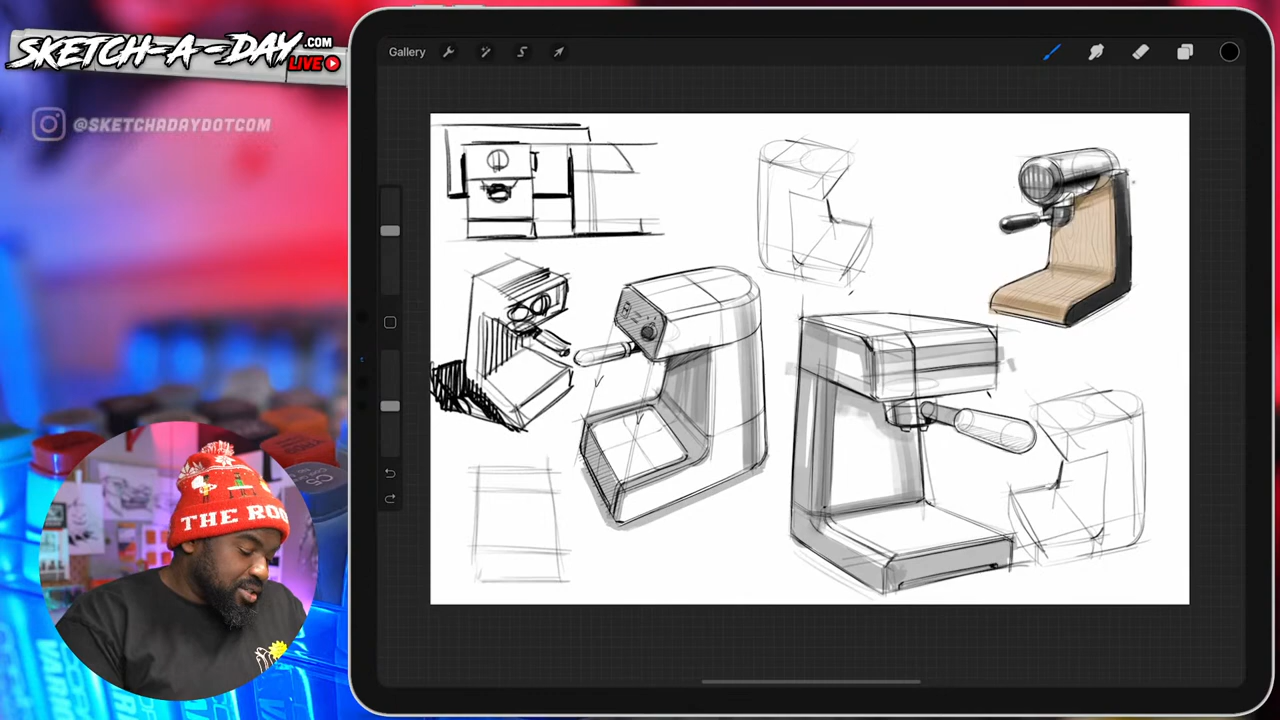 SKETCH-A-DAY.COM
LIVE
@SKETCHADAYDOTCOM
Gallery
THE ROO